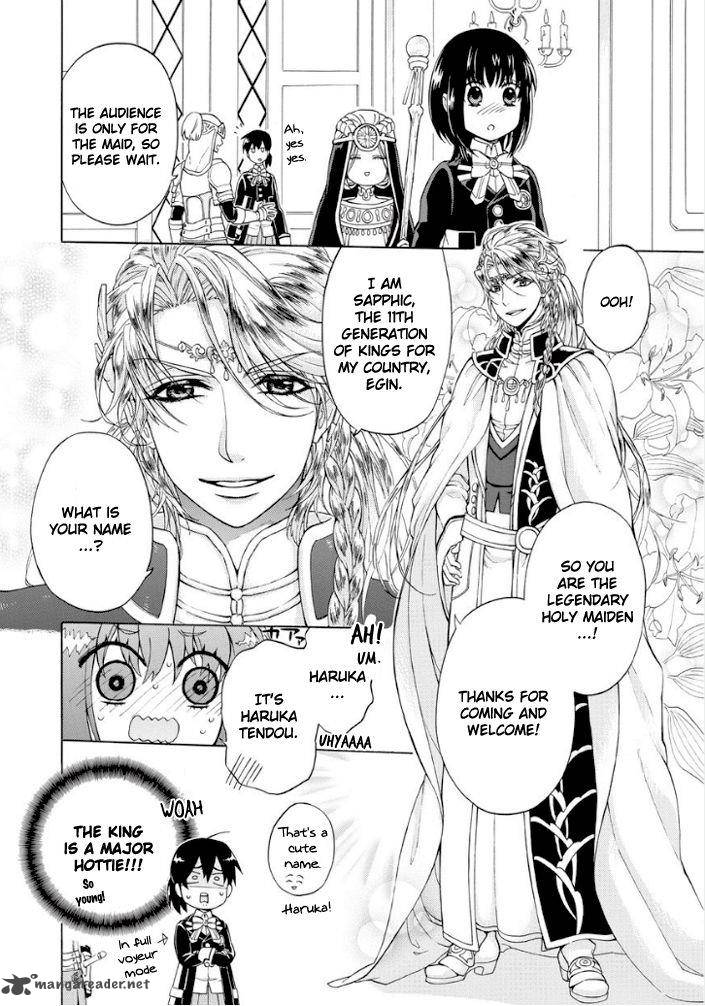 THE AUDIENCE
IS ONLY FOR
THE MAID, SO
PLEASE WAIT.
Ah,
yes
yes.
OOH!
I AM
SAPPHIC,
THE 11TH
GENERATION
OF KINGS FOR
MY COUNTRY,
EGIN.
WHAT IS
YOUR NAME
...?
SO YOU
ARE THE
LEGENDARY
HOLY MAIDEN
...!
THANKS FOR
COMING AND
WELCOME!
カアァ
AH!
UM.
HARUKA
...
IT'S
HARUKA
TENDOU.
UHYAAAA
WOAH
THE KING
IS A MAJOR
HOTTIE!!!
So
young!
That's a
cute
name.
Haruka!
In full
voyeur
mode
mangareader.net